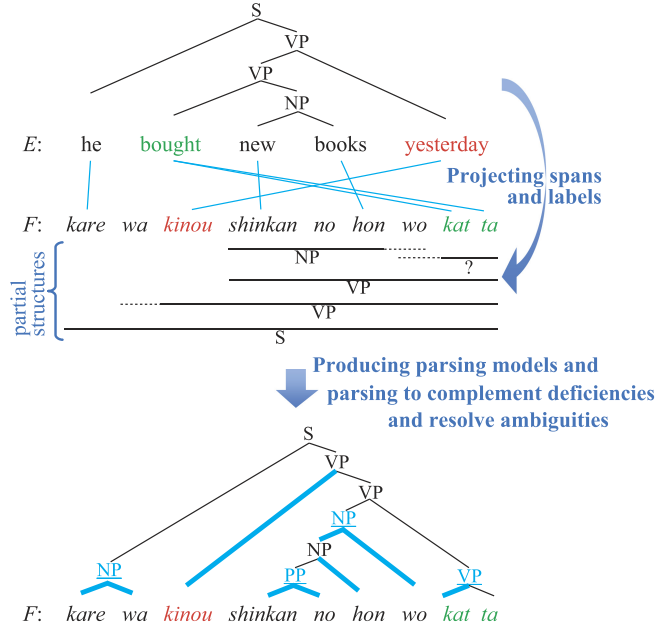 S
VP
VP
NP
E: he bought new books yesterday
Projecting spans
and labels
F: kare wa kinou shinkan no hon wo kat ta
partial
structures
NP
?
VP
VP
S
Producing parsing models and
parsing to complement deficiencies
and resolve ambiguities
S
VP
VP
NP
NP
NP PP VP
F: kare wa kinou shinkan no hon wo kat ta